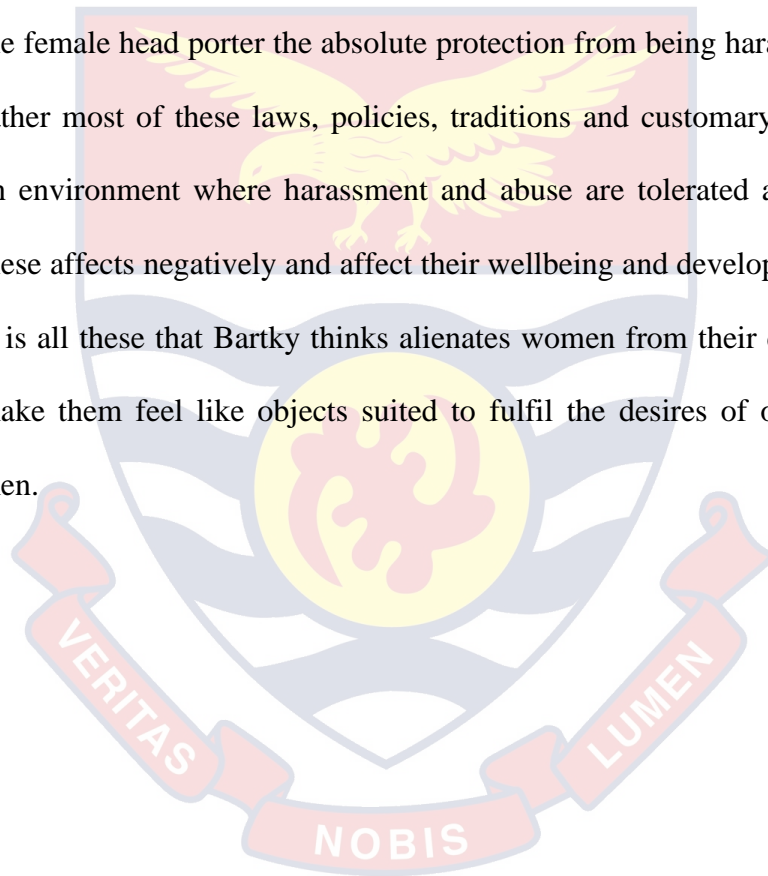 e female head porter the absolute protection from being hara
ther most of these laws, policies, traditions and customary
n environment where harassment and abuse are tolerated a
hese affects negatively and affect their wellbeing and develop
is all these that Bartky thinks alienates women from their
make them feel like objects suited to fulfil the desires of o
en.
VERITAS
NOBIS
LUMEN